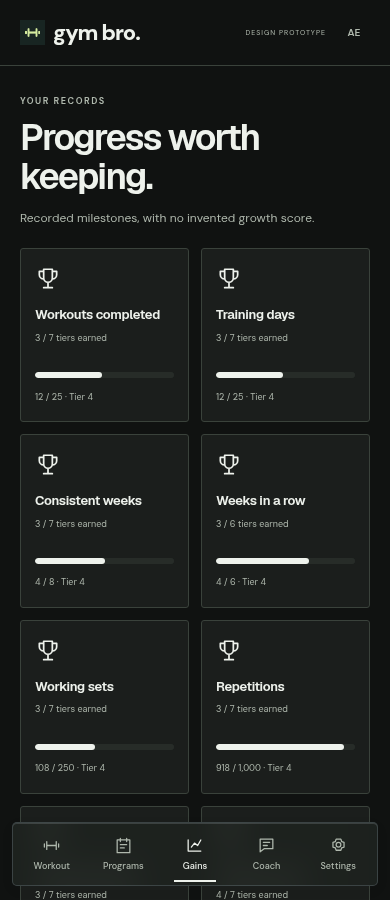 gym bro.
DESIGN PROTOTYPE
AE
YOUR RECORDS
Progress worth
keeping.
Recorded milestones, with no invented growth score.
Workouts completed
3 / 7 tiers earned
12 / 25 · Tier 4
Training days
3 / 7 tiers earned
12 / 25 · Tier 4
Consistent weeks
3 / 7 tiers earned
4 / 8 · Tier 4
Weeks in a row
3 / 6 tiers earned
4 / 6 · Tier 4
Working sets
3 / 7 tiers earned
108 / 250 · Tier 4
Repetitions
3 / 7 tiers earned
918 / 1,000 · Tier 4
Workout
Programs
Gains
Coach
Settings
3 / 7 tiers earned
4 / 7 tiers earned